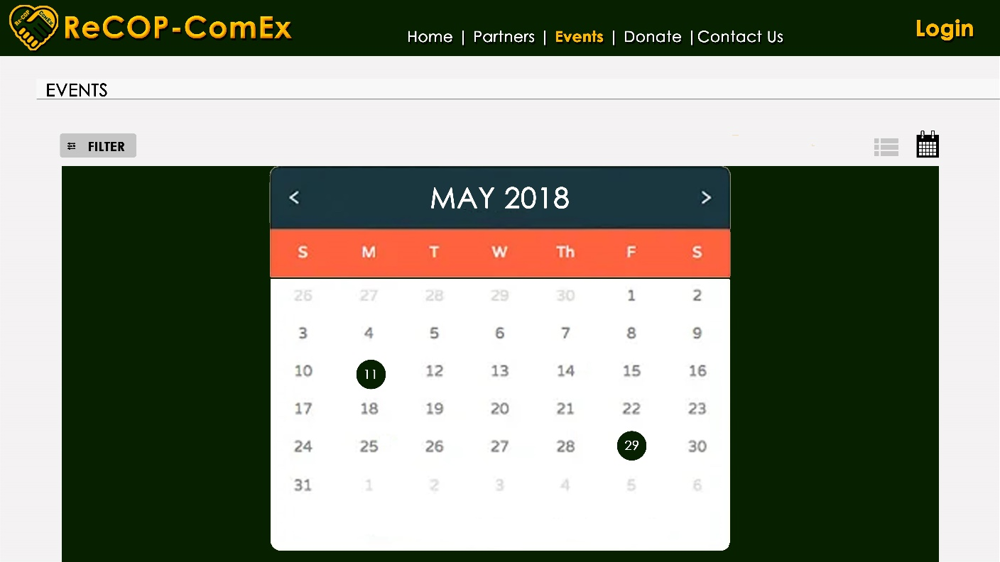 ReCOP-ComEx
Home | Partners | Events | Donate |Contact Us
Login
EVENTS
FILTER
< MAY 2018 >
S M T W Th F S
26 27 28 29 30 1 2
3 4 5 6 7 8 9
10 11 12 13 14 15 16
17 18 19 20 21 22 23
24 25 26 27 28 29 30
31 1 2 3 4 5 6